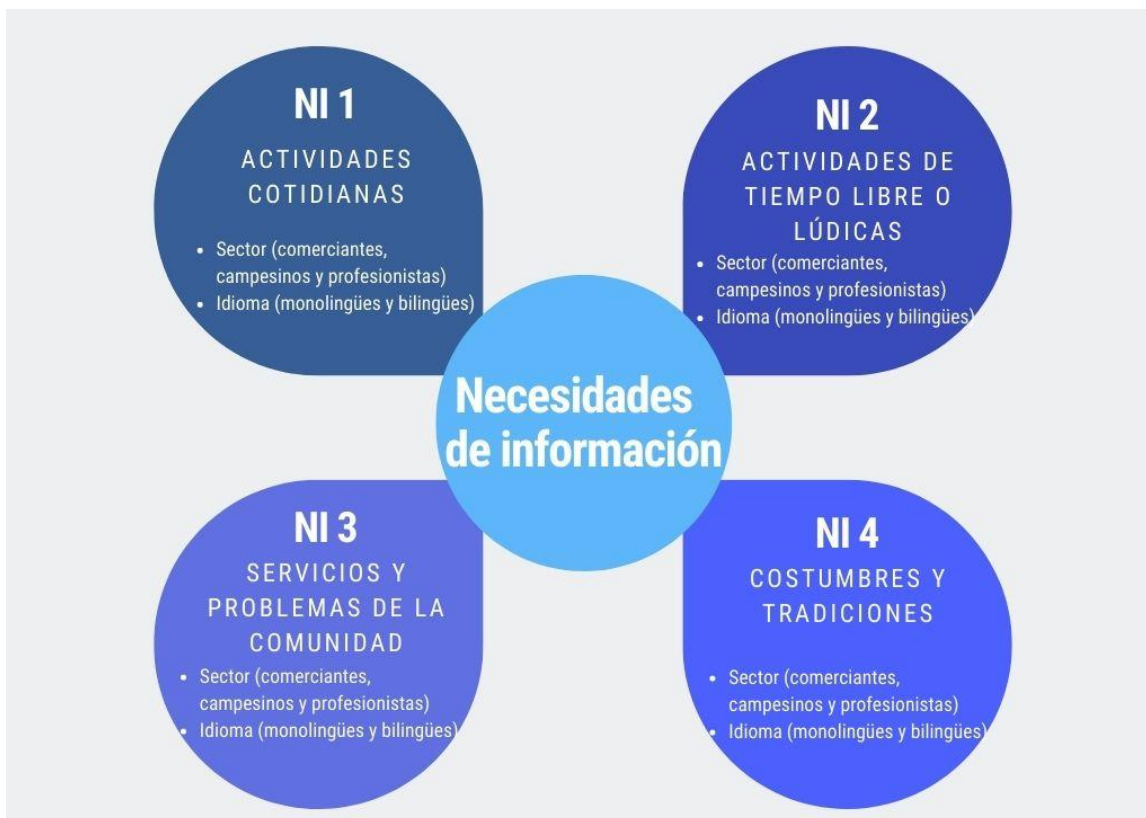 NI 1
ACTIVIDADES
COTIDIANAS
• Sector (comerciantes,
campesinos y profesionistas)
• Idioma (monolingües y bilingües)
NI 2
ACTIVIDADES DE
TIEMPO LIBRE O
LÚDICAS
• Sector (comerciantes,
campesinos y profesionistas)
• Idioma (monolingües y bilingües)
Necesidades
de información
NI 3
SERVICIOS Y
PROBLEMAS DE LA
COMUNIDAD
• Sector (comerciantes,
campesinos y profesionistas)
• Idioma (monolingües y bilingües)
NI 4
COSTUMBRES Y
TRADICIONES
• Sector (comerciantes,
campesinos y profesionistas)
• Idioma (monolingües y bilingües)